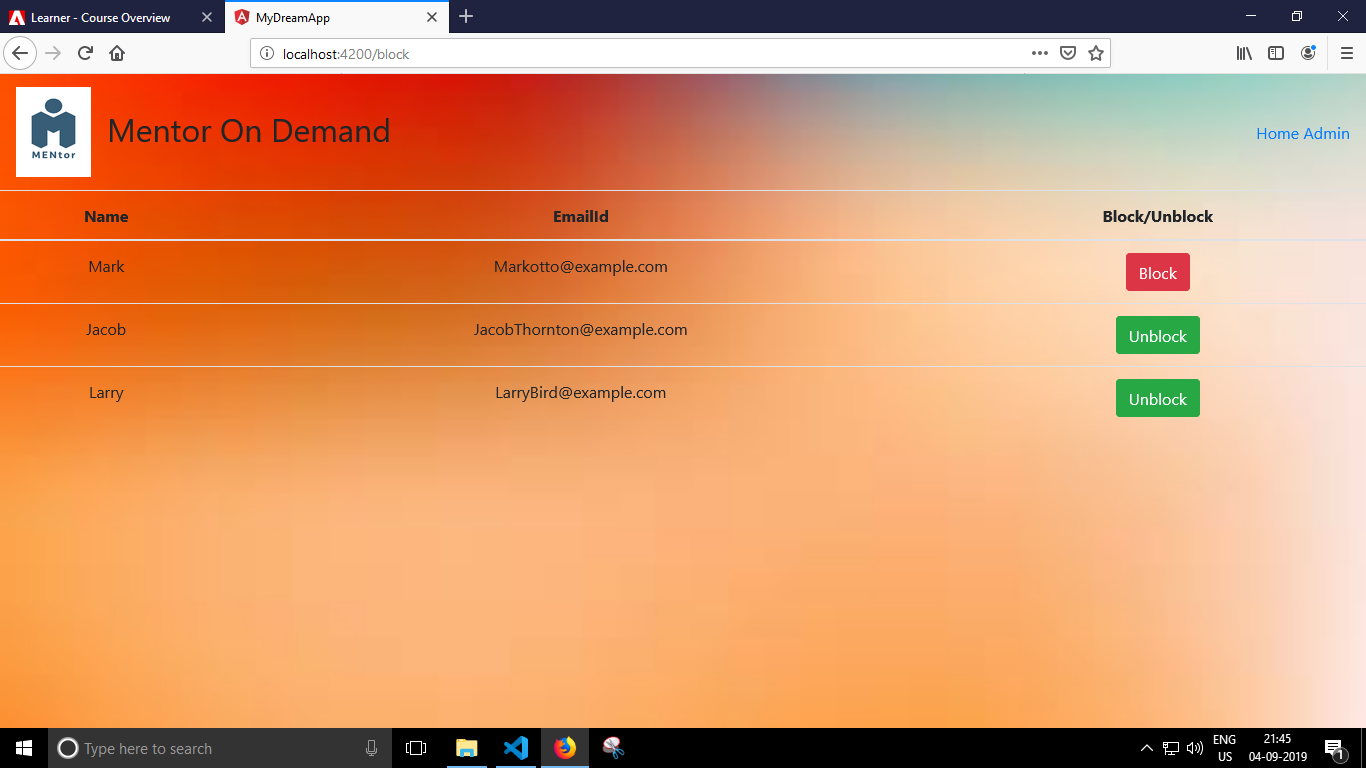 Learner - Course Overview
MyDreamApp
localhost:4200/block
MENtor
Mentor On Demand
Home Admin
Name EmailId Block/Unblock
Mark Markotto@example.com Block
Jacob JacobThornton@example.com Unblock
Larry LarryBird@example.com Unblock
Type here to search
ENG
US
21:45
04-09-2019
1